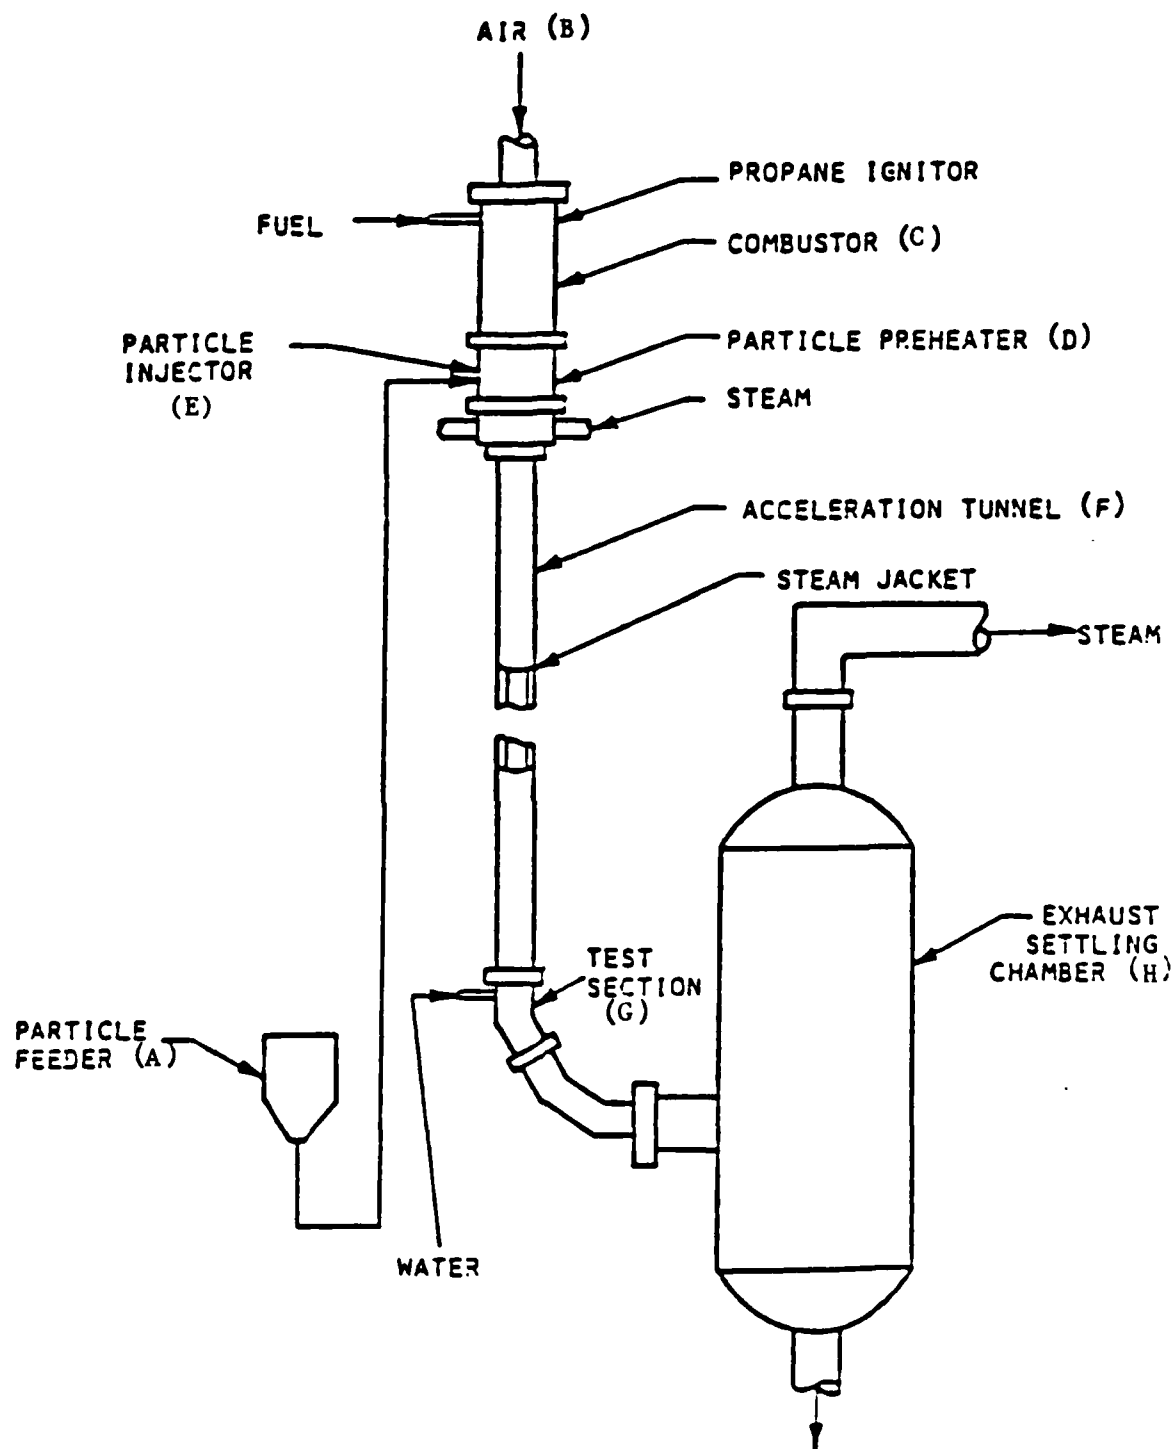 AIR (B)
PROPANE IGNITOR
FUEL
COMBUSTOR (C)
PARTICLE
INJECTOR
(E)
PARTICLE PREHEATER (D)
STEAM
ACCELERATION TUNNEL (F)
STEAM JACKET
STEAM
EXHAUST
SETTLING
CHAMBER (H)
TEST
SECTION
(G)
PARTICLE
FEEDER (A)
WATER